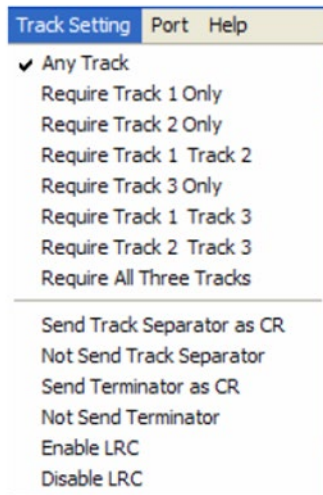 Track Setting Port Help
Any Track
Require Track 1 Only
Require Track 2 Only
Require Track 1 Track 2
Require Track 3 Only
Require Track 1 Track 3
Require Track 2 Track 3
Require All Three Tracks
Send Track Separator as CR
Not Send Track Separator
Send Terminator as CR
Not Send Terminator
Enable LRC
Disable LRC